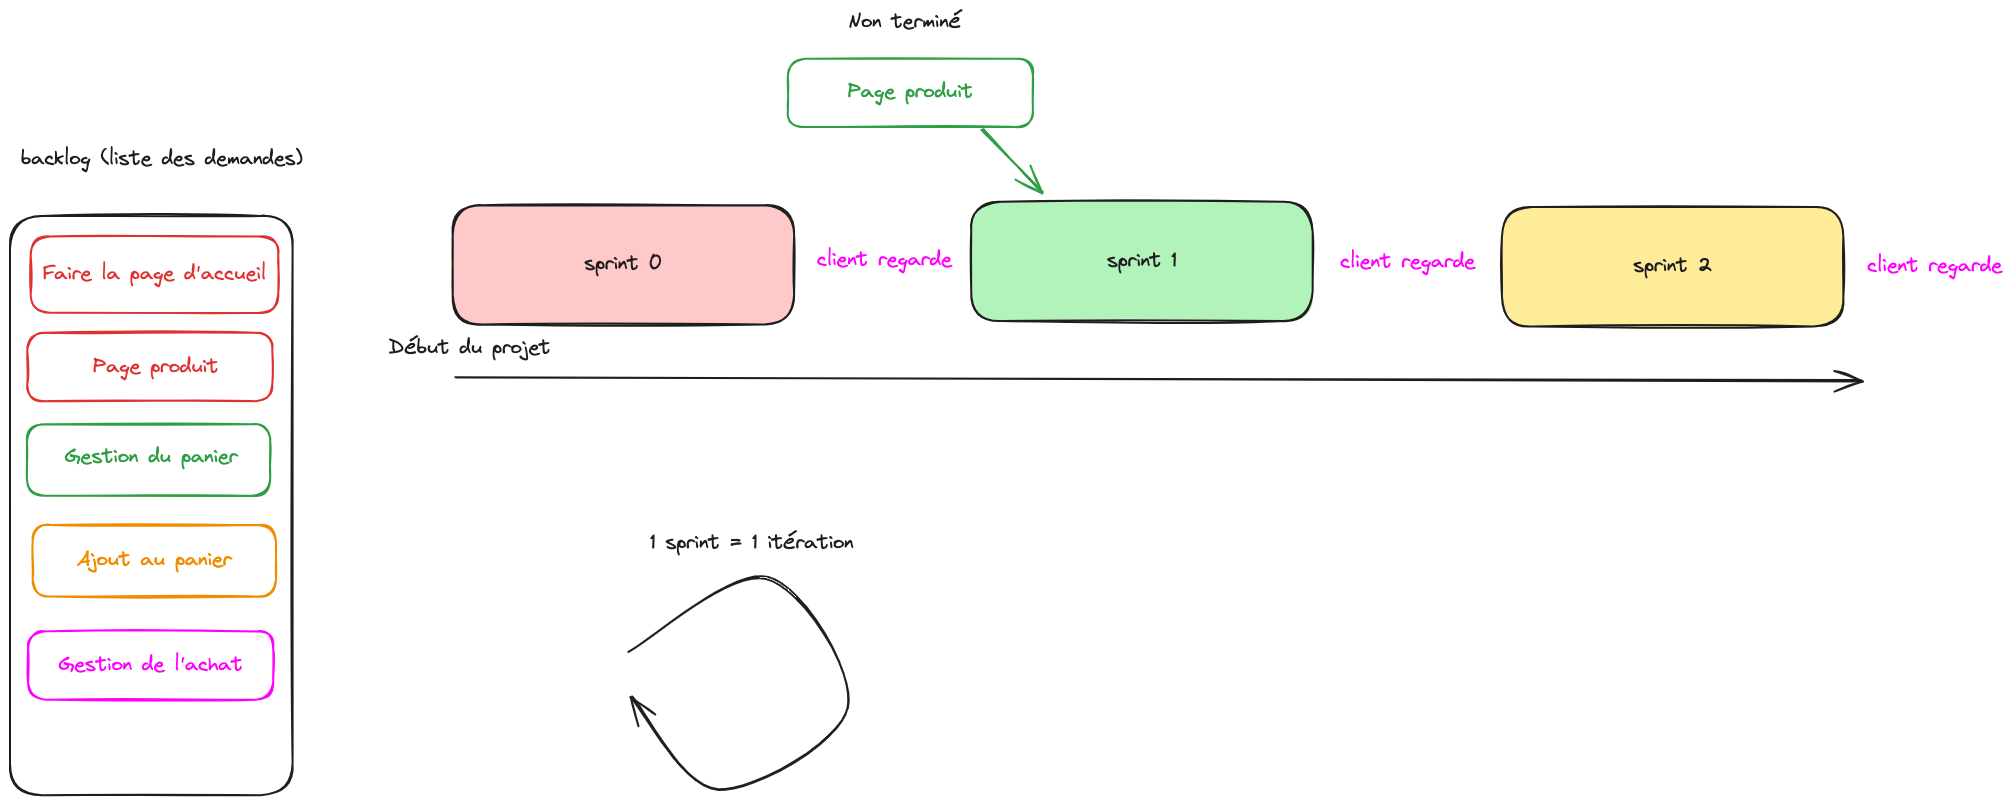 Non terminé
Page produit
backlog (liste des demandes)
Faire la page d'accueil
Page produit
Gestion du panier
Ajout au panier
Gestion de l'achat
sprint 0
client regarde
sprint 1
client regarde
sprint 2
client regarde
Début du projet
1 sprint = 1 itération